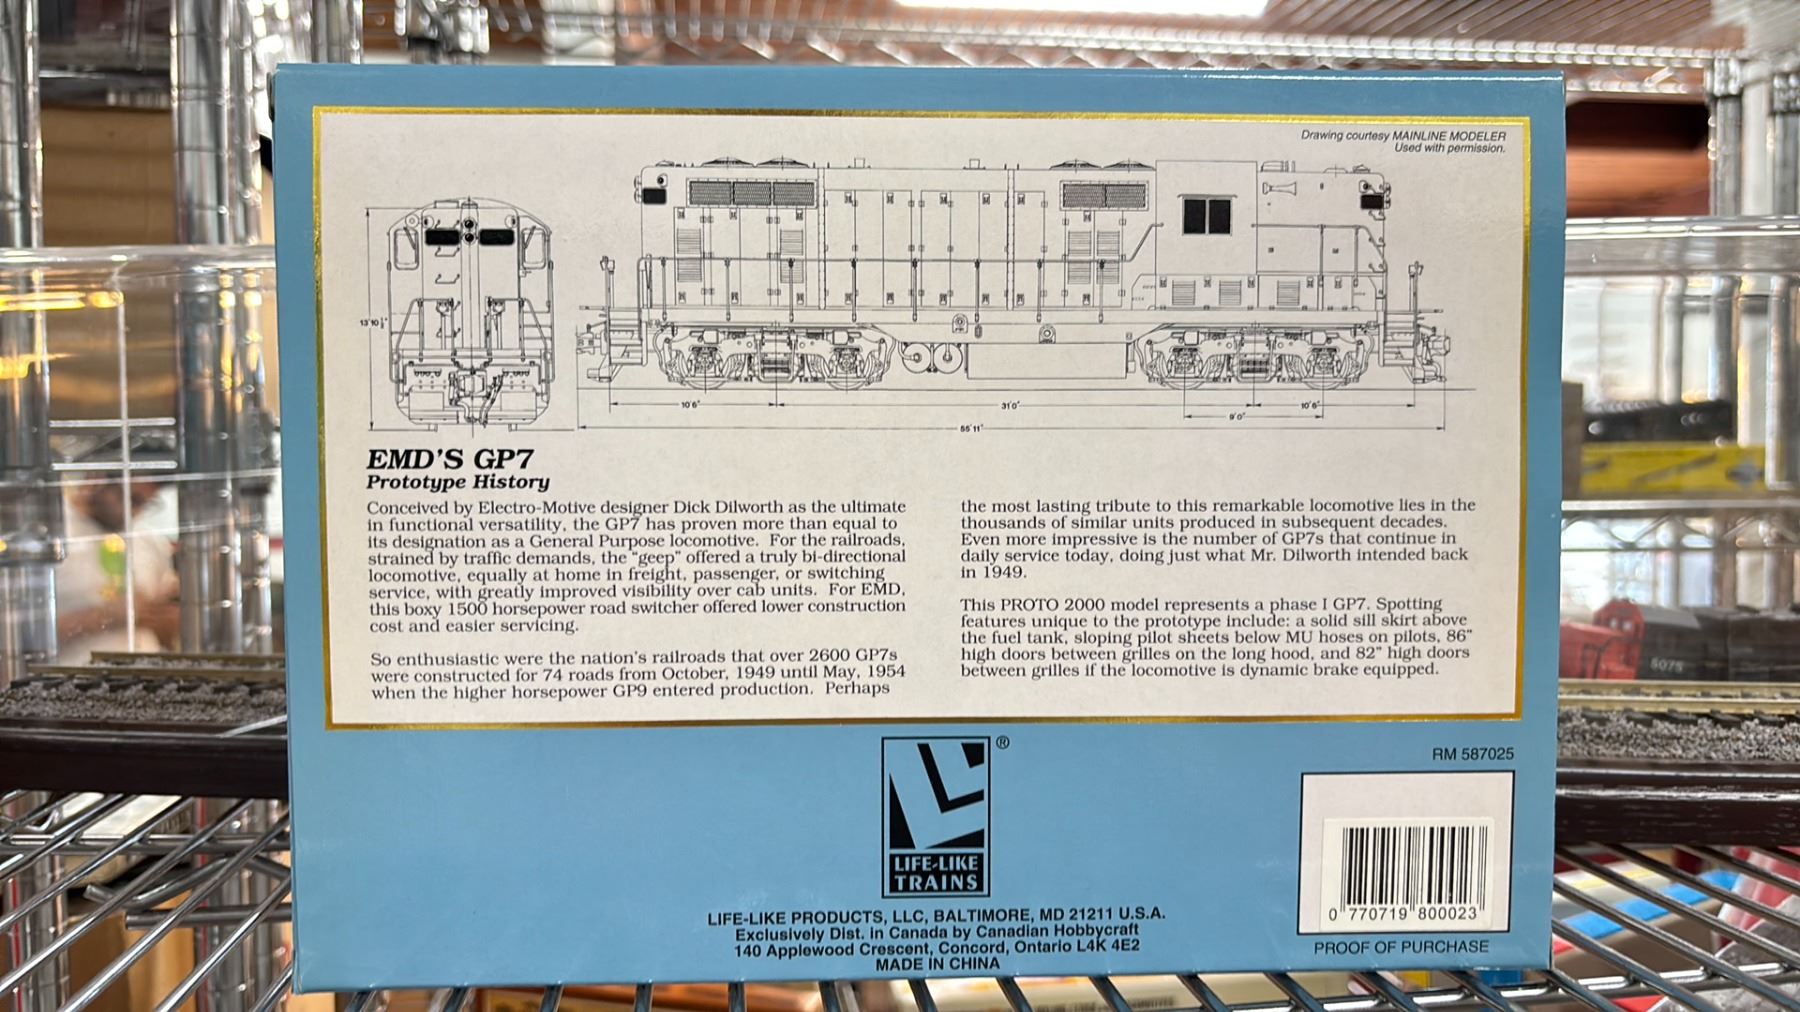 Drawing courtesy MAINLINE MODELER
Used with permission.
13'10½"
10'6"
31'0"
9'0"
10'6"
55'11"
EMD'S GP7
Prototype History
Conceived by Electro-Motive designer Dick Dilworth as the ultimate
in functional versatility, the GP7 has proven more than equal to
its designation as a General Purpose locomotive. For the railroads,
strained by traffic demands, the "geep" offered a truly bi-directional
locomotive, equally at home in freight, passenger, or switching
service, with greatly improved visibility over cab units. For EMD,
this boxy 1500 horsepower road switcher offered lower construction
cost and easier servicing.
So enthusiastic were the nation's railroads that over 2600 GP7s
were constructed for 74 roads from October, 1949 until May, 1954
when the higher horsepower GP9 entered production. Perhaps
the most lasting tribute to this remarkable locomotive lies in the
thousands of similar units produced in subsequent decades.
Even more impressive is the number of GP7s that continue in
daily service today, doing just what Mr. Dilworth intended back
in 1949.
This PROTO 2000 model represents a phase I GP7. Spotting
features unique to the prototype include: a solid sill skirt above
the fuel tank, sloping pilot sheets below MU hoses on pilots, 86"
high doors between grilles on the long hood, and 82" high doors
between grilles if the locomotive is dynamic brake equipped.
®
LIFE-LIKE
TRAINS
LIFE-LIKE PRODUCTS, LLC, BALTIMORE, MD 21211 U.S.A.
Exclusively Dist. in Canada by Canadian Hobbycraft
140 Applewood Crescent, Concord, Ontario L4K 4E2
MADE IN CHINA
RM 587025
0 770719 800023
PROOF OF PURCHASE
5075